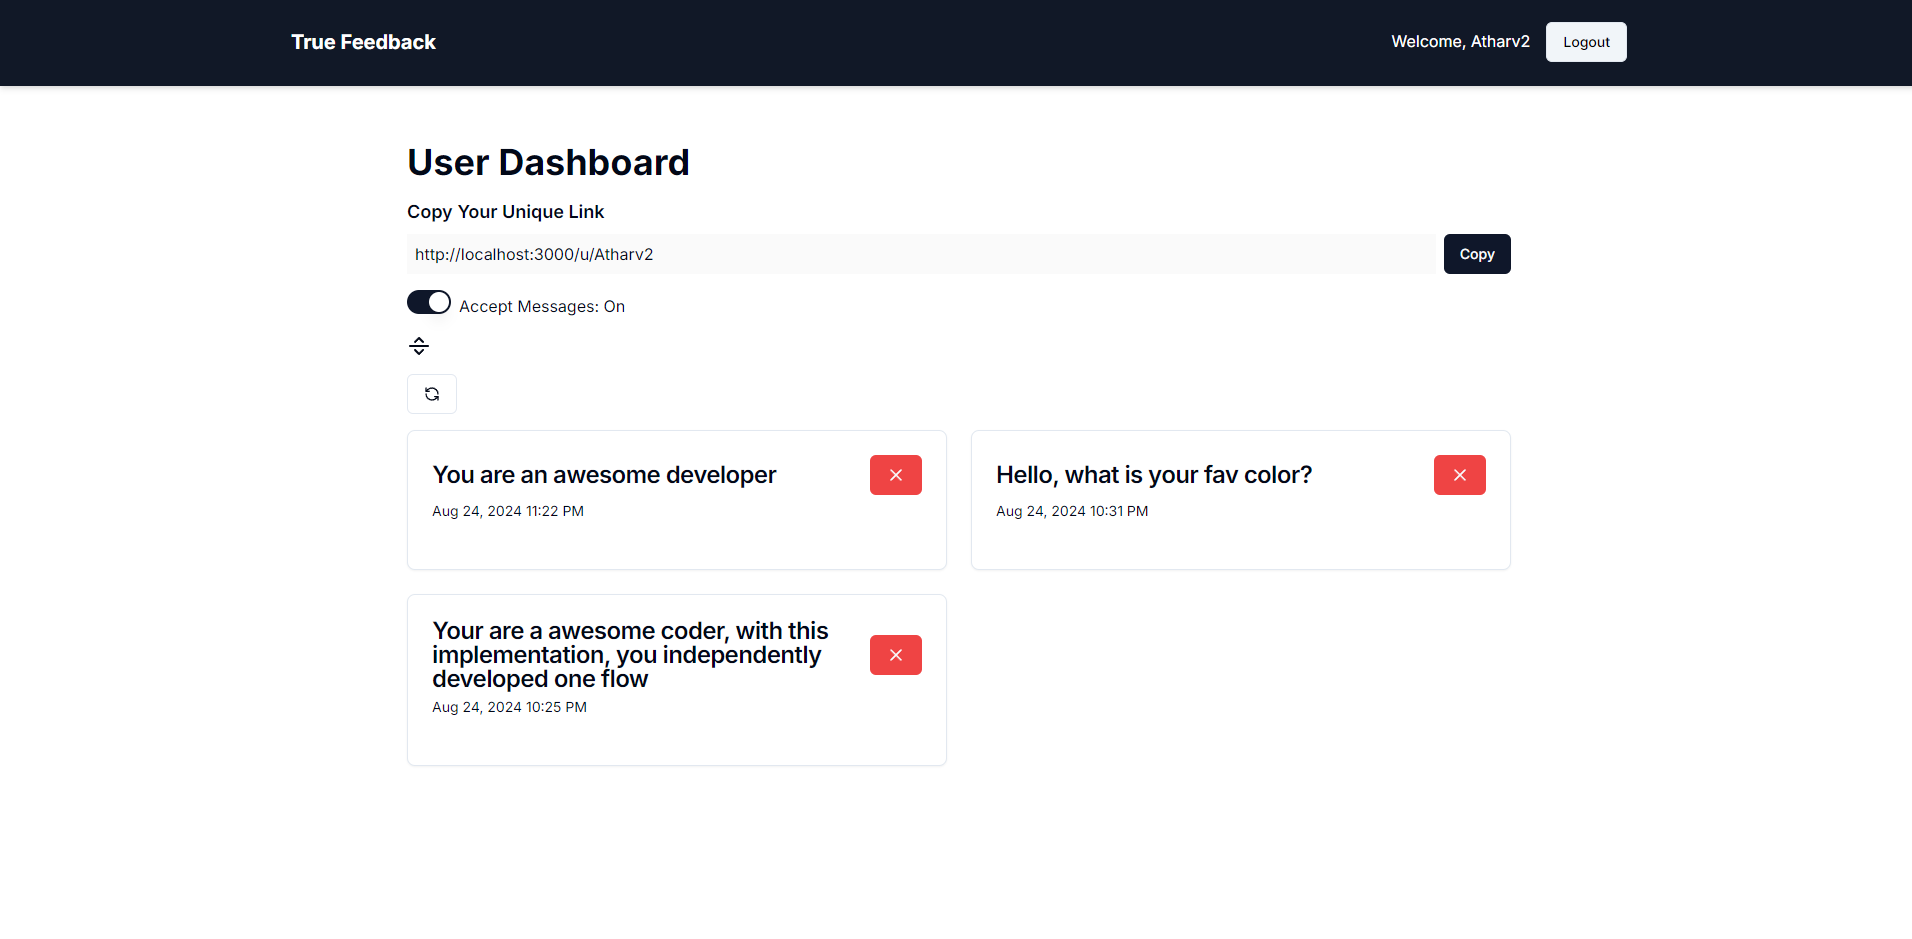 True Feedback
Welcome, Atharv2
Logout
User Dashboard
Copy Your Unique Link
http://localhost:3000/u/Atharv2
Copy
Accept Messages: On
You are an awesome developer
Aug 24, 2024 11:22 PM
Hello, what is your fav color?
Aug 24, 2024 10:31 PM
Your are a awesome coder, with this
implementation, you independently
developed one flow
Aug 24, 2024 10:25 PM